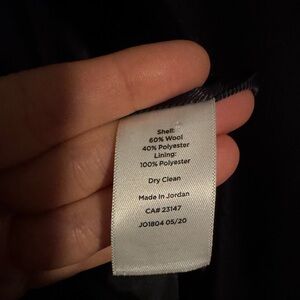 Shell:
60% Wool
40% Polyester
Lining:
100% Polyester
Dry Clean
Made in Jordan
CA# 23147
JO1804 05/20